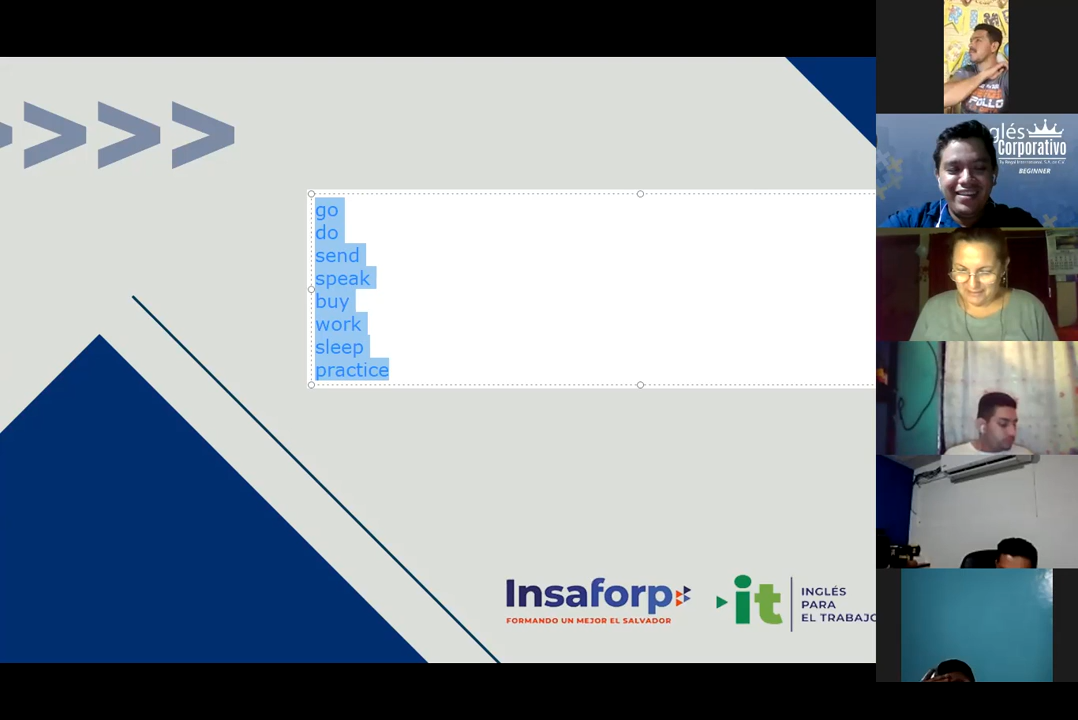 go
do
send
speak
buy
work
sleep
practice
Insaforp
FORMANDO UN MEJOR EL SALVADOR
it
INGLÉS
PARA
EL TRABAJO
glés
Corporativo
BEGINNER